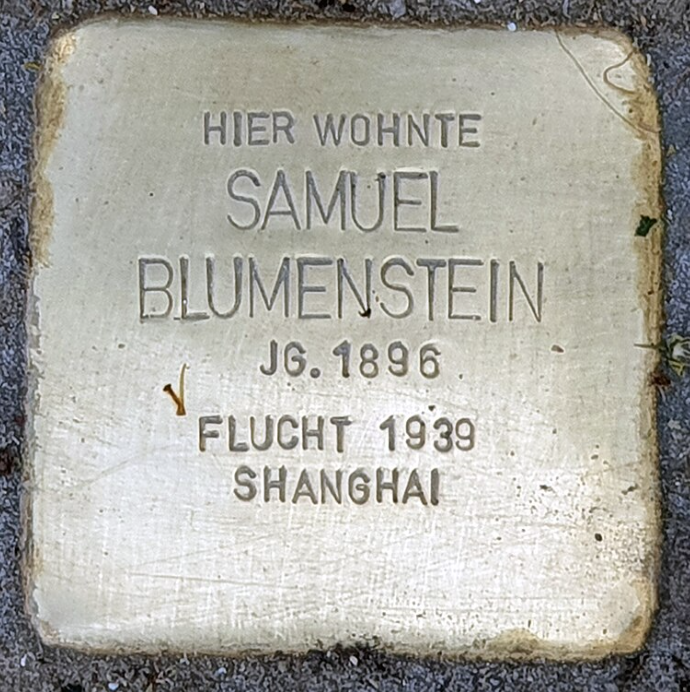 HIER WOHNTE
SAMUEL
BLUMENSTEIN
JG. 1896
FLUCHT 1939
SHANGHAI